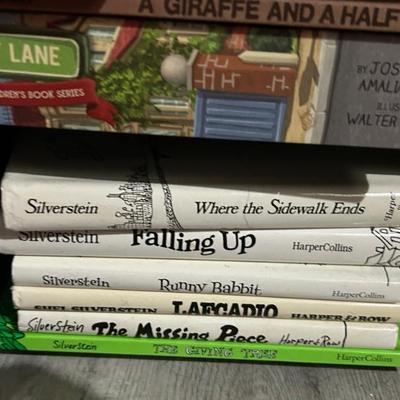 A GIRAFFE AND A HALF
LANE
BOOK SERIES
BY JOS
AMALI
ILLUS
WALTER
Silverstein Where the Sidewalk Ends
Silverstein Falling Up HarperCollins
Silverstein Runny Babbit HarperCollins
SHEL SILVERSTEIN LAFCADIO HARPER & ROW
Silverstein The Missing Piece Harper & Row
Silverstein THE GIVING TREE HarperCollins